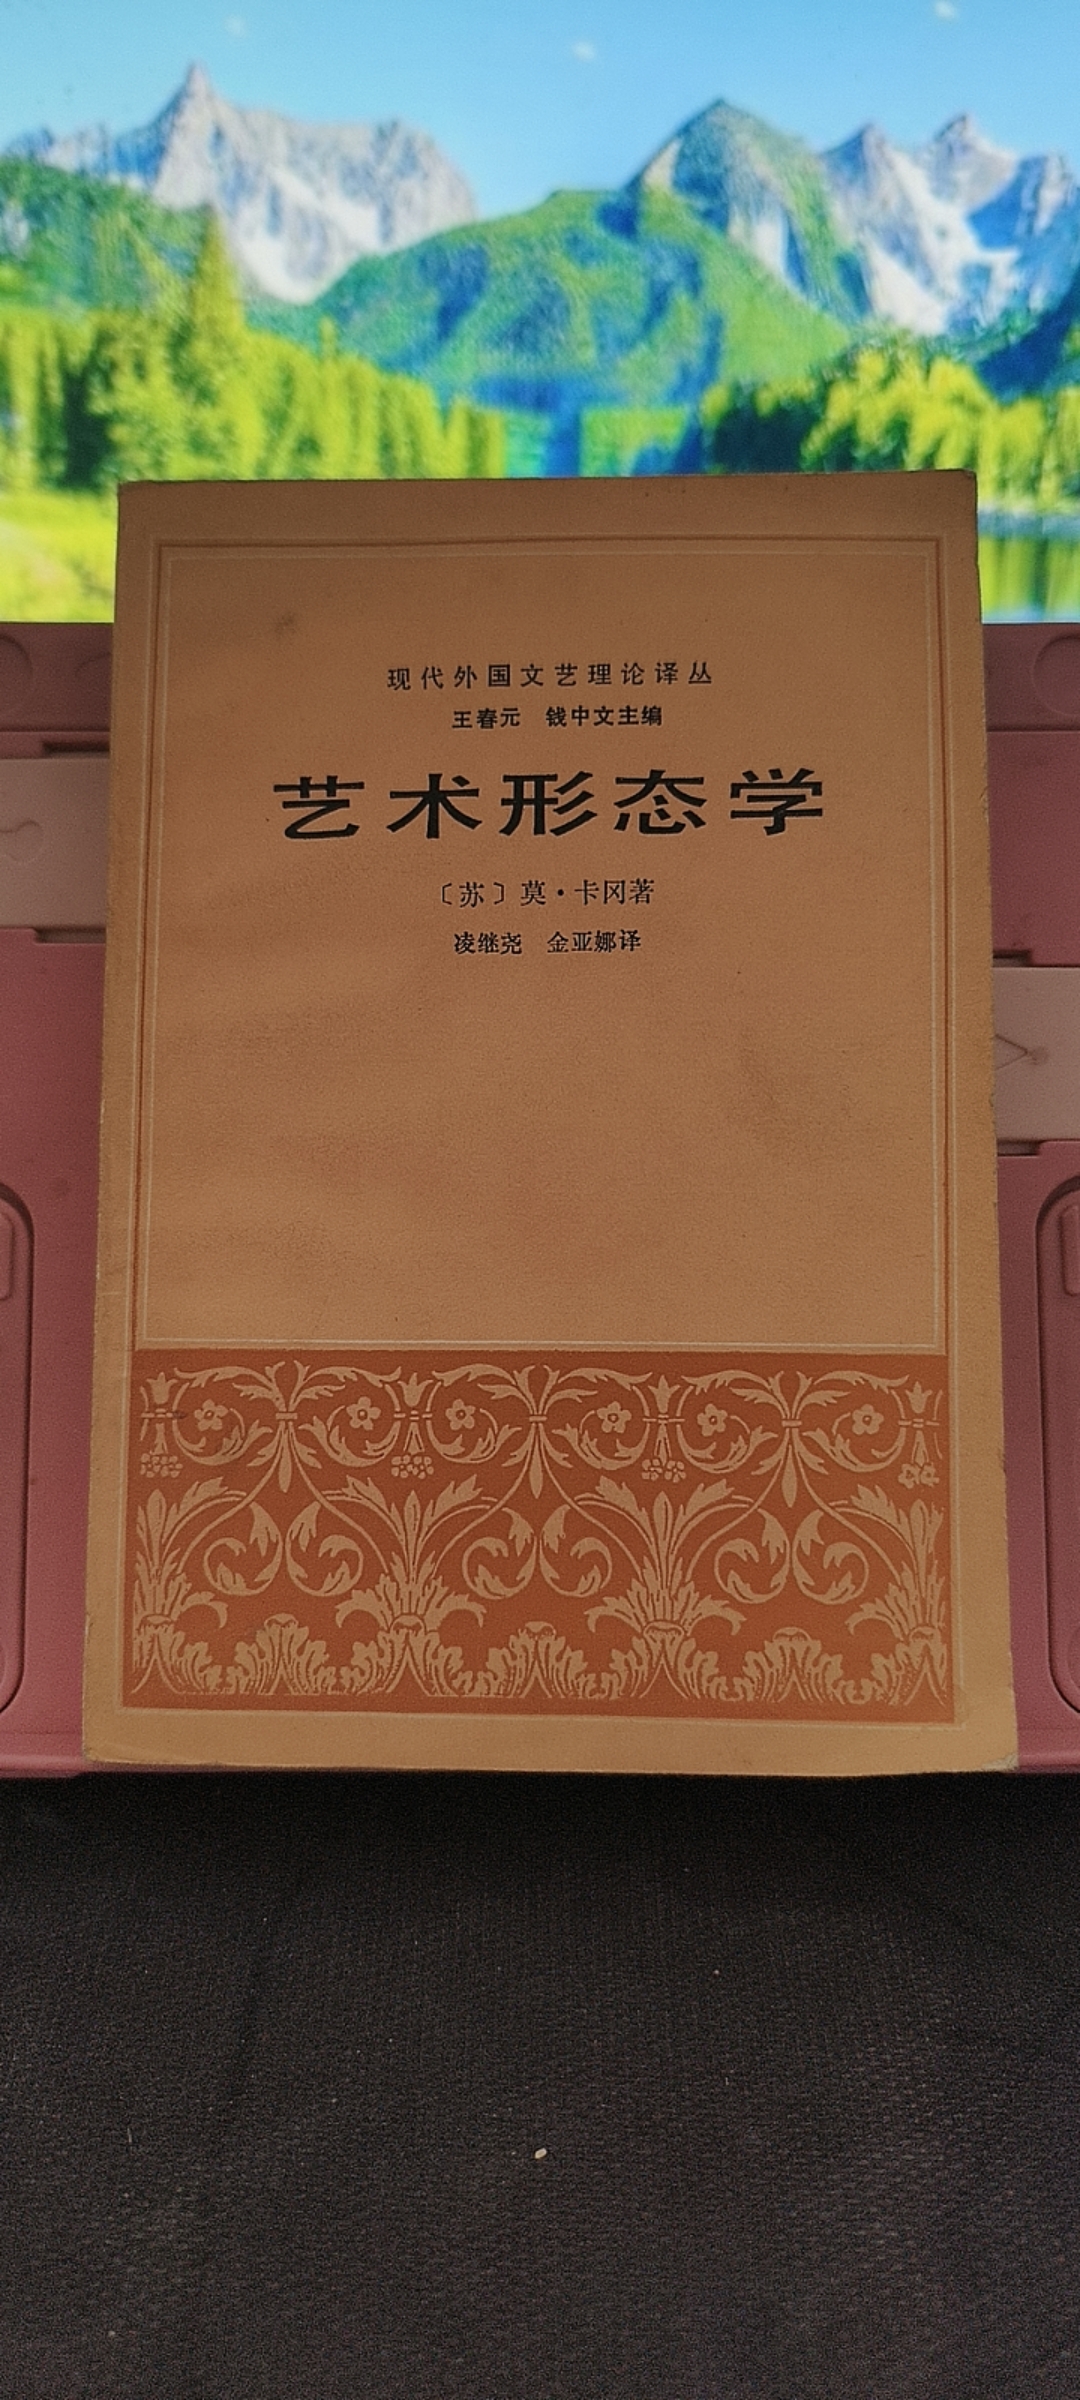 现代外国文艺理论译丛
王春元 钱中文主编
艺术形态学
〔苏〕莫·卡冈著
凌继尧 金亚娜译